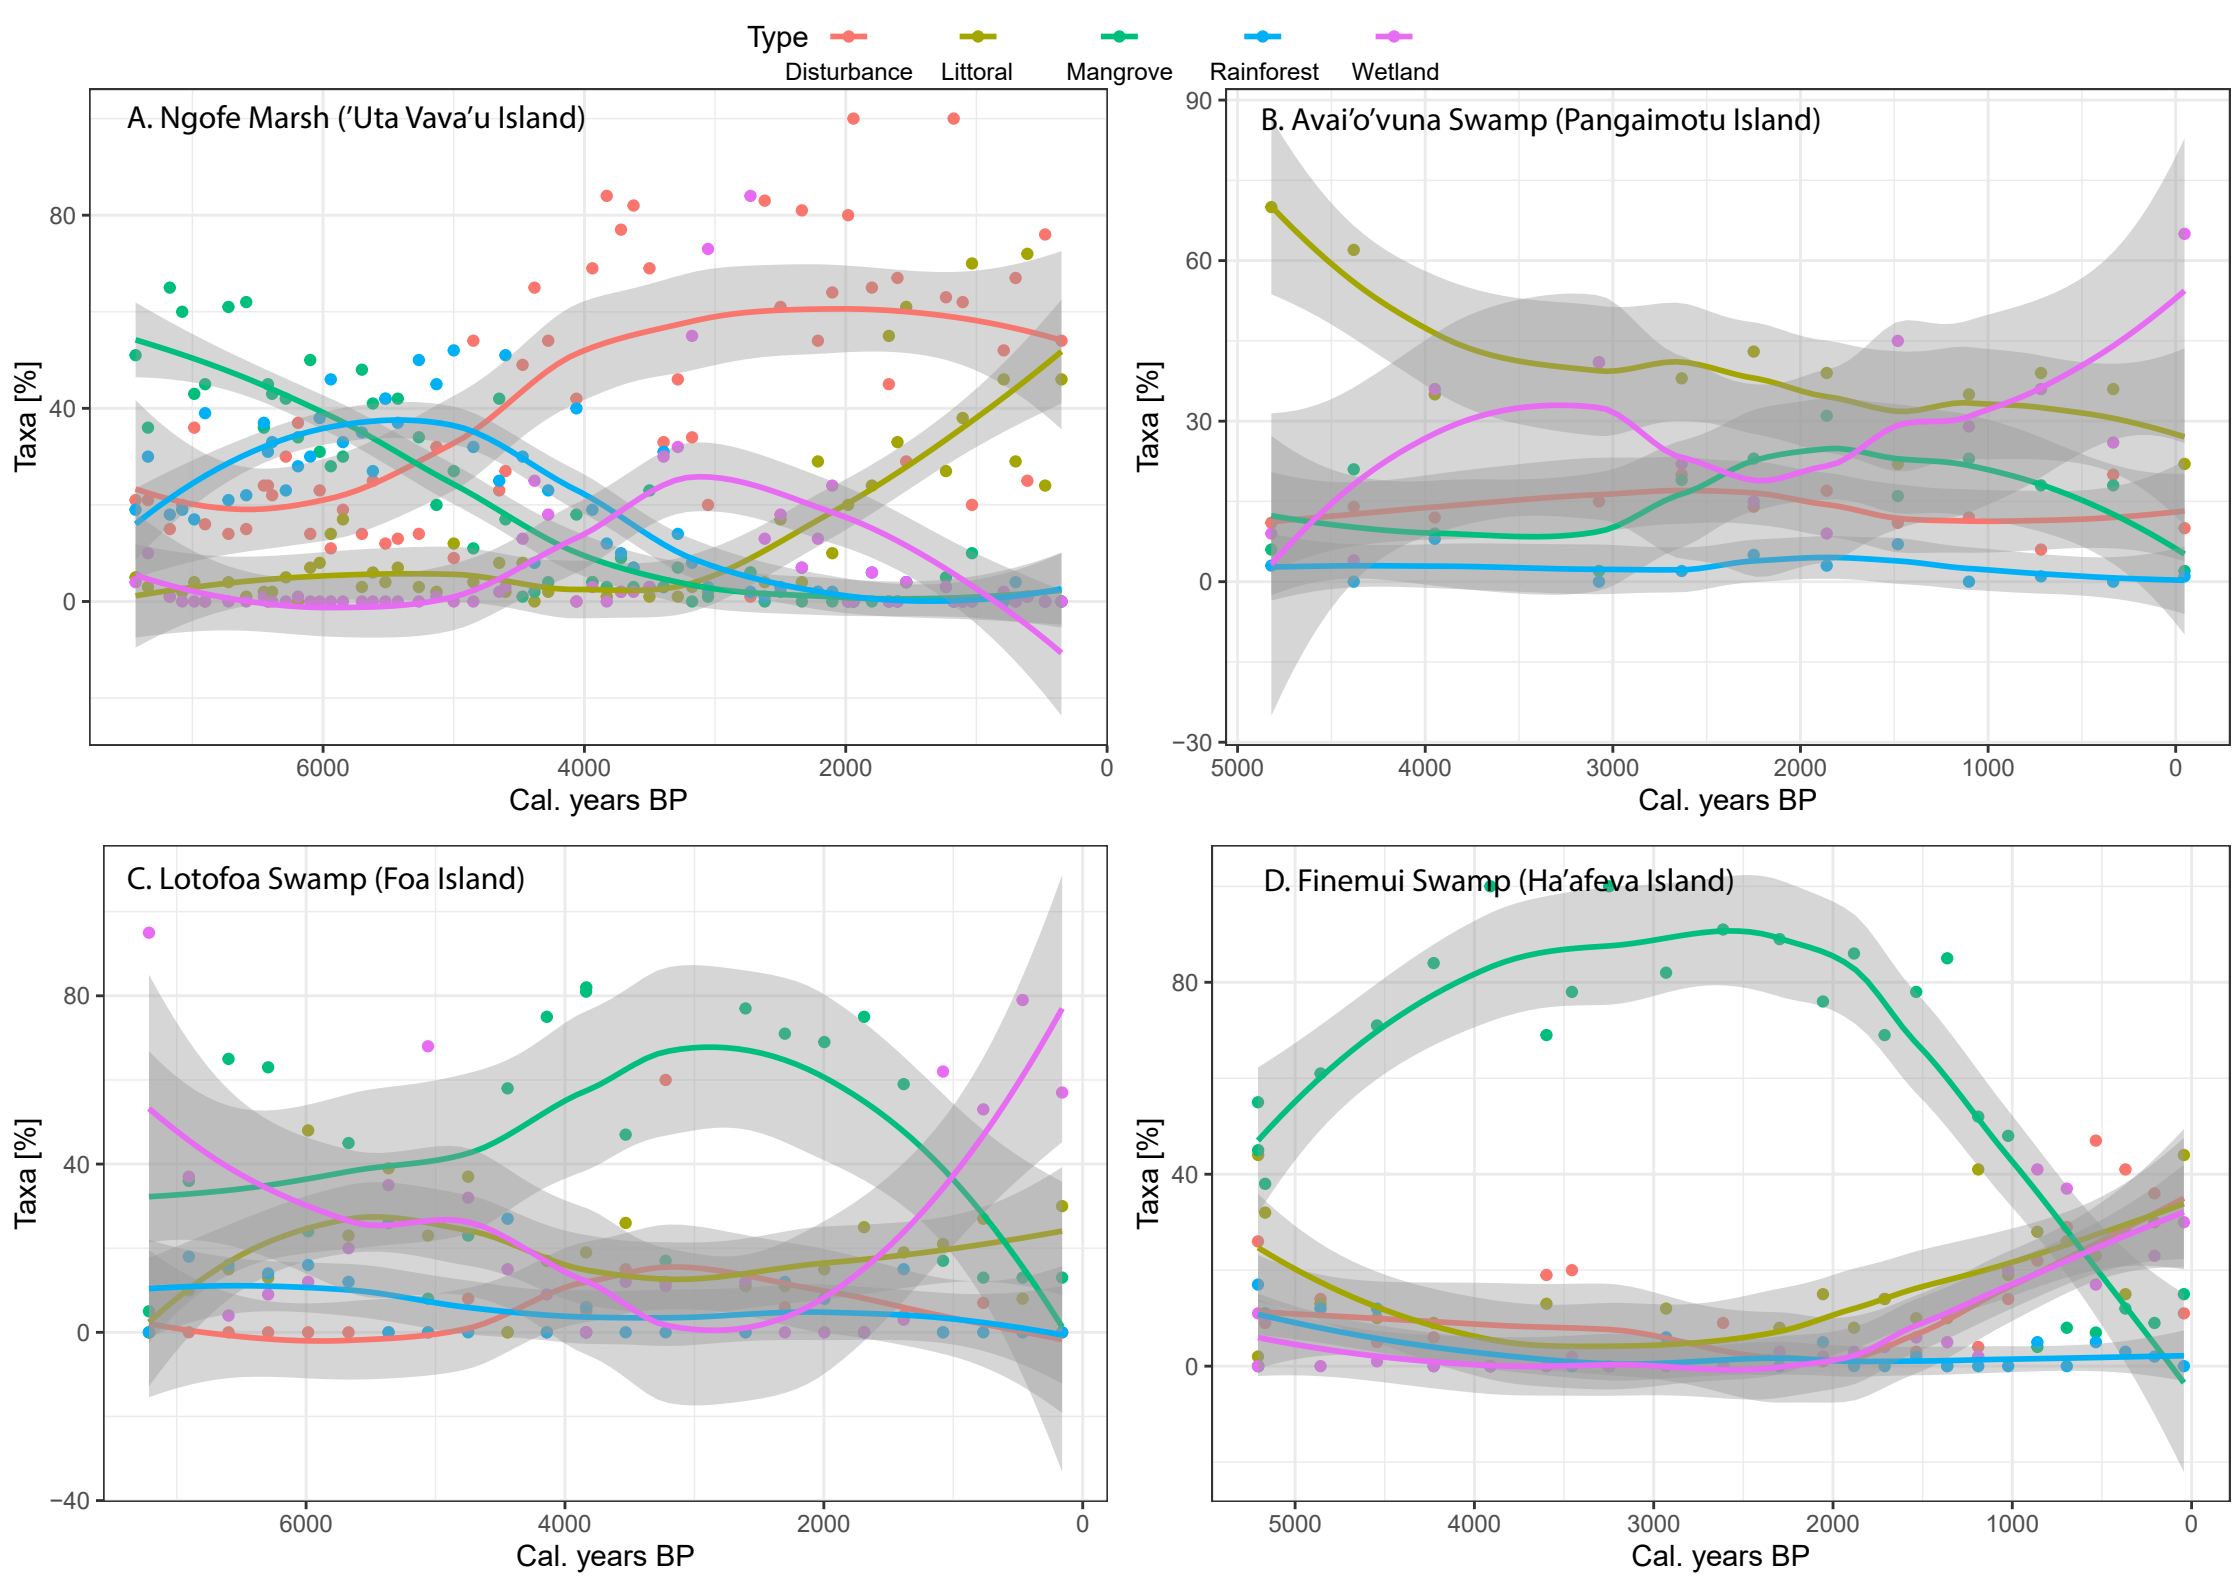 Type
Disturbance Littoral Mangrove Rainforest Wetland
A. Ngofe Marsh (’Uta Vava’u Island)
Taxa [%]
80
40
0
6000 4000 2000 0
Cal. years BP
B. Avai’o’vuna Swamp (Pangaimotu Island)
Taxa [%]
90
60
30
0
−30
5000 4000 3000 2000 1000 0
Cal. years BP
C. Lotofoa Swamp (Foa Island)
Taxa [%]
80
40
0
−40
6000 4000 2000 0
Cal. years BP
D. Finemui Swamp (Ha’afeva Island)
Taxa [%]
80
40
0
5000 4000 3000 2000 1000 0
Cal. years BP